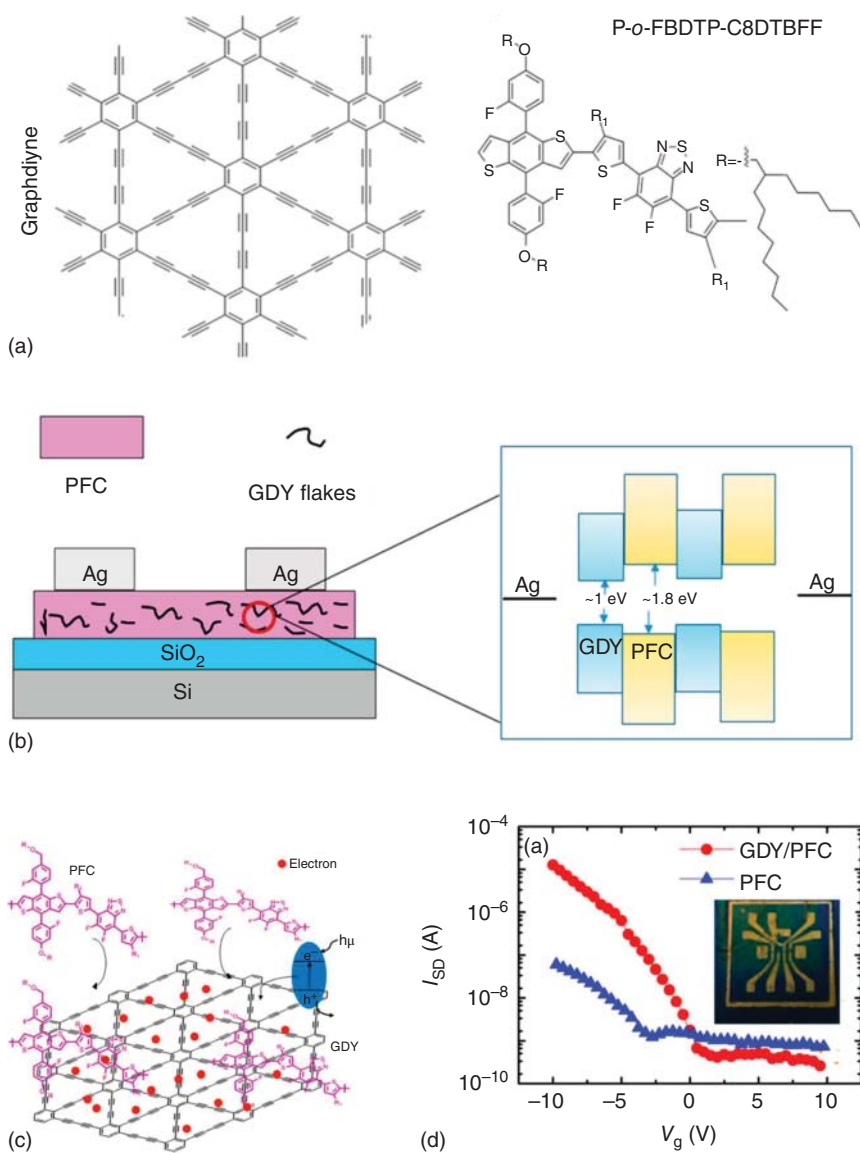 P-o-FBDTP-C8DTBFF
Graphdiyne
R
O
F
R₁
S
S
S
N
S
N
R=-
F
S
F
F
O
R
R₁
(a)
PFC
GDY flakes
Ag
Ag
SiO₂
Si
Ag
Ag
~1 eV
~1.8 eV
GDY
PFC
(b)
PFC
Electron
hμ
e⁻
h⁺
GDY
(c)
(a)
GDY/PFC
PFC
I_SD (A)
10⁻⁴
10⁻⁶
10⁻⁸
10⁻¹⁰
−10
−5
0
5
10
V_g (V)
(d)